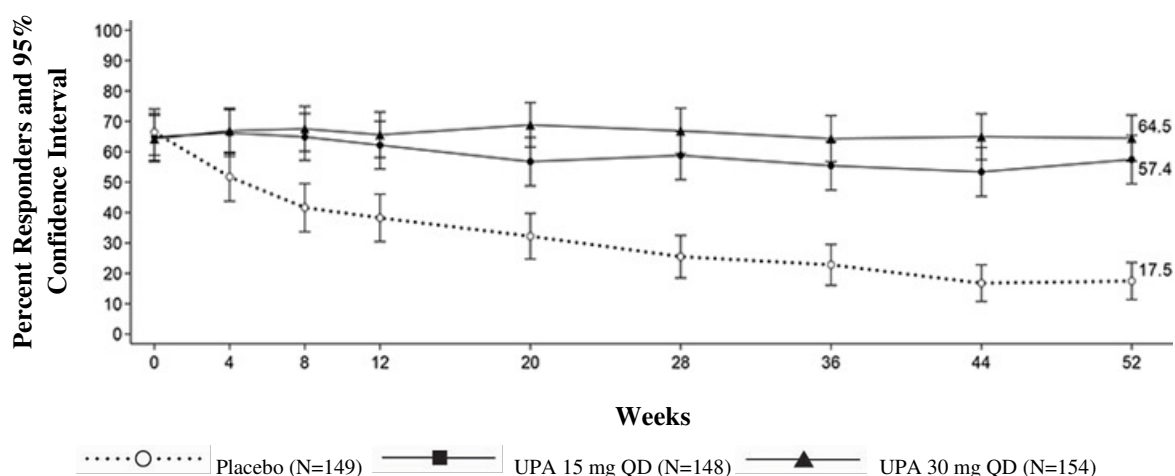 Percent Responders and 95%
Confidence Interval
100
90
80
70
60
50
40
30
20
10
0
64.5
57.4
17.5
0 4 8 12 20 28 36 44 52
Weeks
Placebo (N=149) UPA 15 mg QD (N=148) UPA 30 mg QD (N=154)